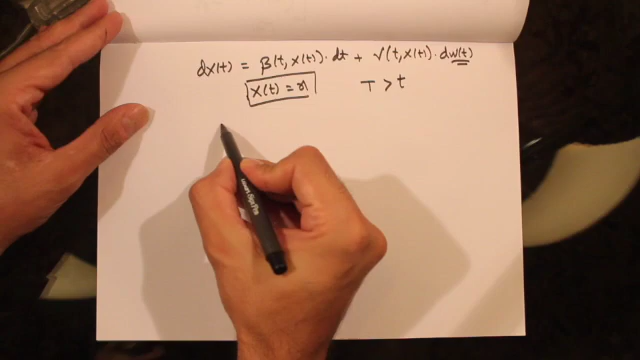 dX(t) = β(t, X(t))·dt + γ(t, X(t))·dW(t)
X(t) = x T > t